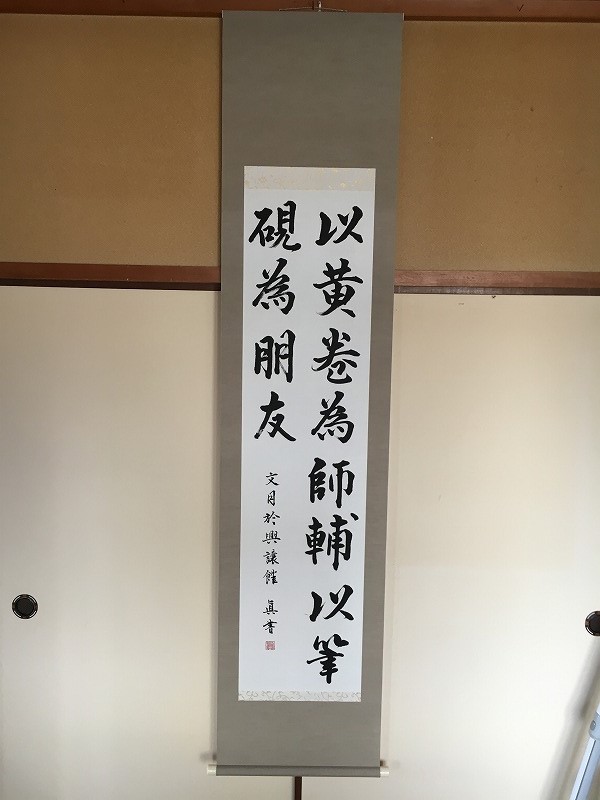 以黄巻為師輔以筆
硯為朋友
文月於興讓館 眞書